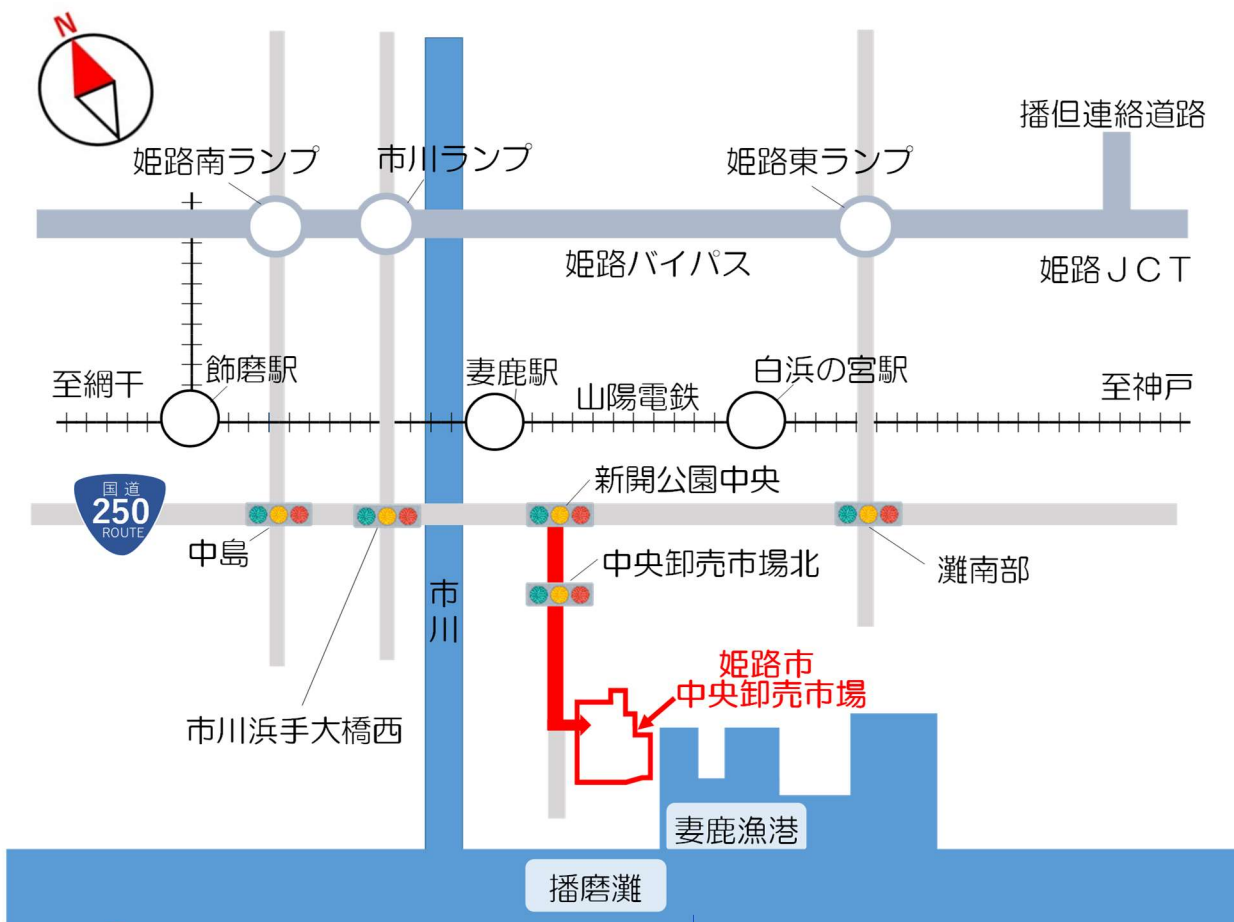 N
播但連絡道路
姫路南ランプ
市川ランプ
姫路東ランプ
姫路バイパス
姫路ＪＣＴ
至網干
飾磨駅
妻鹿駅
山陽電鉄
白浜の宮駅
至神戸
新開公園中央
国道
250
ROUTE
中島
中央卸売市場北
灘南部
市川
姫路市
中央卸売市場
市川浜手大橋西
妻鹿漁港
播磨灘